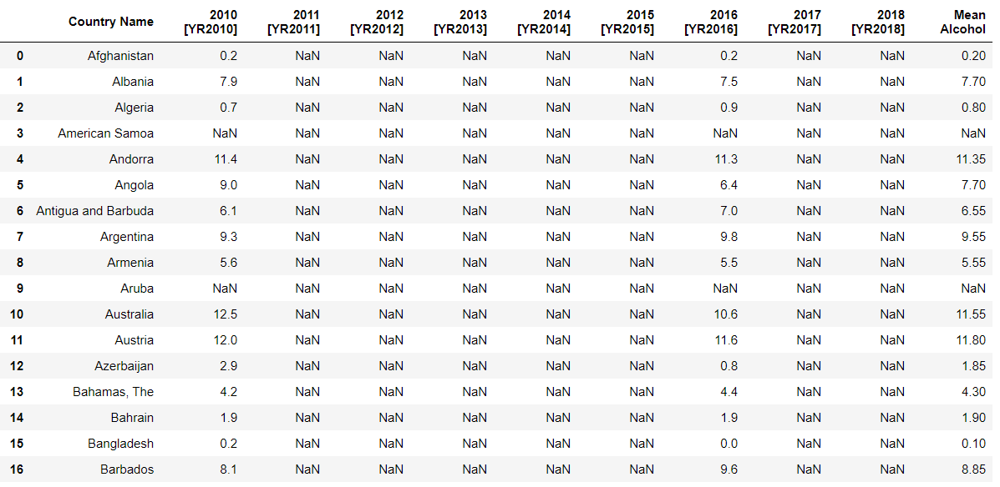 Country Name 2010 [YR2010] 2011 [YR2011] 2012 [YR2012] 2013 [YR2013] 2014 [YR2014] 2015 [YR2015] 2016 [YR2016] 2017 [YR2017] 2018 [YR2018] Mean Alcohol
0 Afghanistan 0.2 NaN NaN NaN NaN NaN 0.2 NaN NaN 0.20
1 Albania 7.9 NaN NaN NaN NaN NaN 7.5 NaN NaN 7.70
2 Algeria 0.7 NaN NaN NaN NaN NaN 0.9 NaN NaN 0.80
3 American Samoa NaN NaN NaN NaN NaN NaN NaN NaN NaN NaN
4 Andorra 11.4 NaN NaN NaN NaN NaN 11.3 NaN NaN 11.35
5 Angola 9.0 NaN NaN NaN NaN NaN 6.4 NaN NaN 7.70
6 Antigua and Barbuda 6.1 NaN NaN NaN NaN NaN 7.0 NaN NaN 6.55
7 Argentina 9.3 NaN NaN NaN NaN NaN 9.8 NaN NaN 9.55
8 Armenia 5.6 NaN NaN NaN NaN NaN 5.5 NaN NaN 5.55
9 Aruba NaN NaN NaN NaN NaN NaN NaN NaN NaN NaN
10 Australia 12.5 NaN NaN NaN NaN NaN 10.6 NaN NaN 11.55
11 Austria 12.0 NaN NaN NaN NaN NaN 11.6 NaN NaN 11.80
12 Azerbaijan 2.9 NaN NaN NaN NaN NaN 0.8 NaN NaN 1.85
13 Bahamas, The 4.2 NaN NaN NaN NaN NaN 4.4 NaN NaN 4.30
14 Bahrain 1.9 NaN NaN NaN NaN NaN 1.9 NaN NaN 1.90
15 Bangladesh 0.2 NaN NaN NaN NaN NaN 0.0 NaN NaN 0.10
16 Barbados 8.1 NaN NaN NaN NaN NaN 9.6 NaN NaN 8.85